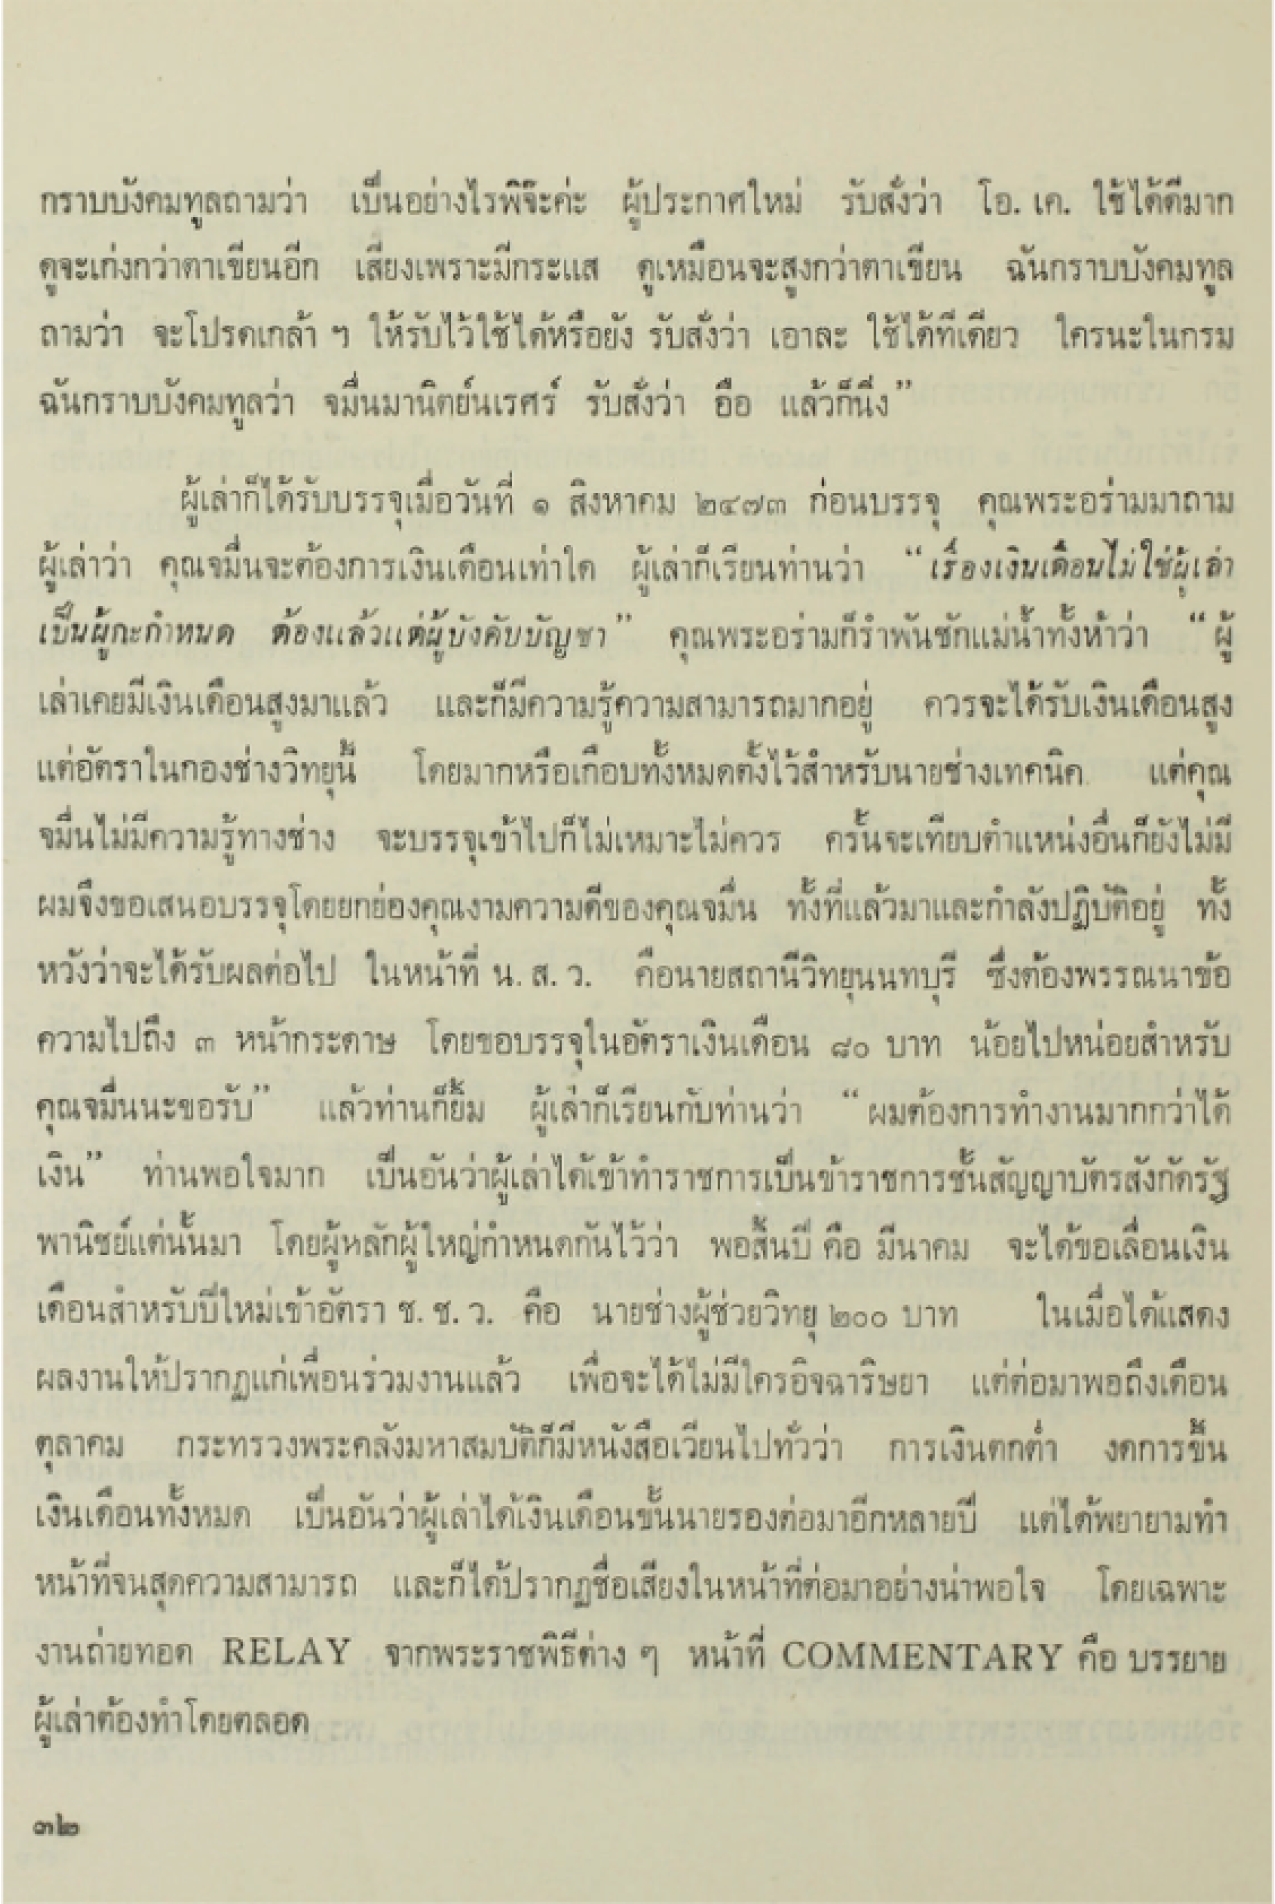 กราบบังคมทูลถามว่า เป็นอย่างไรพิจ๊ะค่ะ ผู้ประกาศใหม่ รับสั่งว่า โอ. เค. ใช้ได้ดีมาก
ดูจะเก่งกว่าตาเขียนอีก เสียงเพราะมีกระแส ดูเหมือนจะสูงกว่าตาเขียน ฉันกราบบังคมทูล
ถามว่า จะโปรดเกล้า ฯ ให้รับไว้ใช้ได้หรือยัง รับสั่งว่า เอาละ ใช้ได้ทีเดียว ใครนะในกรม
ฉันกราบบังคมทูลว่า จมื่นมานิตย์นเรศร์ รับสั่งว่า อือ แล้วก็นิ่ง”
ผู้เล่าก็ได้รับบรรจุเมื่อวันที่ ๑ สิงหาคม ๒๔๗๓ ก่อนบรรจุ คุณพระอร่ามมาถาม
ผู้เล่าว่า คุณจมื่นจะต้องการเงินเดือนเท่าใด ผู้เล่าก็เรียนท่านว่า “เรื่องเงินเดือนไม่ใช่ผู้เล่า
เป็นผู้กะกำหนด ต้องแล้วแต่ผู้บังคับบัญชา” คุณพระอร่ามก็รำพันชักแม่น้ำทั้งห้าว่า “ผู้
เล่าเคยมีเงินเดือนสูงมาแล้ว และก็มีความรู้ความสามารถมากอยู่ ควรจะได้รับเงินเดือนสูง
แต่อัตราในกองช่างวิทยุนี้ โดยมากหรือเกือบทั้งหมดตั้งไว้สำหรับนายช่างเทคนิค แต่คุณ
จมื่นไม่มีความรู้ทางช่าง จะบรรจุเข้าไปก็ไม่เหมาะไม่ควร ครั้นจะเทียบตำแหน่งอื่นก็ยังไม่มี
ผมจึงขอเสนอบรรจุโดยยกย่องคุณงามความดีของคุณจมื่น ทั้งที่แล้วมาและกำลังปฏิบัติอยู่ ทั้ง
หวังว่าจะได้รับผลต่อไป ในหน้าที่ น. ส. ว. คือนายสถานีวิทยุนนทบุรี ซึ่งต้องพรรณนาข้อ
ความไปถึง ๓ หน้ากระดาษ โดยขอบรรจุในอัตราเงินเดือน ๘๐ บาท น้อยไปหน่อยสำหรับ
คุณจมื่นนะขอรับ” แล้วท่านก็ยิ้ม ผู้เล่าก็เรียนกับท่านว่า “ผมต้องการทำงานมากกว่าได้
เงิน” ท่านพอใจมาก เป็นอันว่าผู้เล่าได้เข้าทำราชการเป็นข้าราชการชั้นสัญญาบัตรสังกัดรัฐ
พานิชย์แต่นั้นมา โดยผู้หลักผู้ใหญ่กำหนดกันไว้ว่า พอสิ้นปี คือ มีนาคม จะได้ขอเลื่อนเงิน
เดือนสำหรับปีใหม่เข้าอัตรา ช. ช. ว. คือ นายช่างผู้ช่วยวิทยุ ๒๐๐ บาท ในเมื่อได้แสดง
ผลงานให้ปรากฏแก่เพื่อนร่วมงานแล้ว เพื่อจะได้ไม่มีใครอิจฉาริษยา แต่ต่อมาพอถึงเดือน
ตุลาคม กระทรวงพระคลังมหาสมบัติก็มีหนังสือเวียนไปทั่วว่า การเงินตกต่ำ งดการขึ้น
เงินเดือนทั้งหมด เป็นอันว่าผู้เล่าได้เงินเดือนขั้นนายรองต่อมาอีกหลายปี แต่ได้พยายามทำ
หน้าที่จนสุดความสามารถ และก็ได้ปรากฏชื่อเสียงในหน้าที่ต่อมาอย่างน่าพอใจ โดยเฉพาะ
งานถ่ายทอด RELAY จากพระราชพิธีต่าง ๆ หน้าที่ COMMENTARY คือ บรรยาย
ผู้เล่าต้องทำโดยตลอด
๓๒